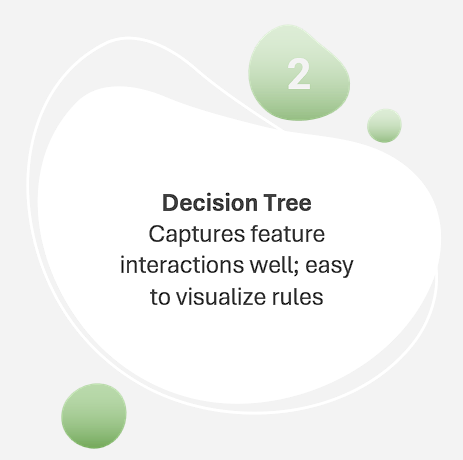 2
Decision Tree
Captures feature
interactions well; easy
to visualize rules